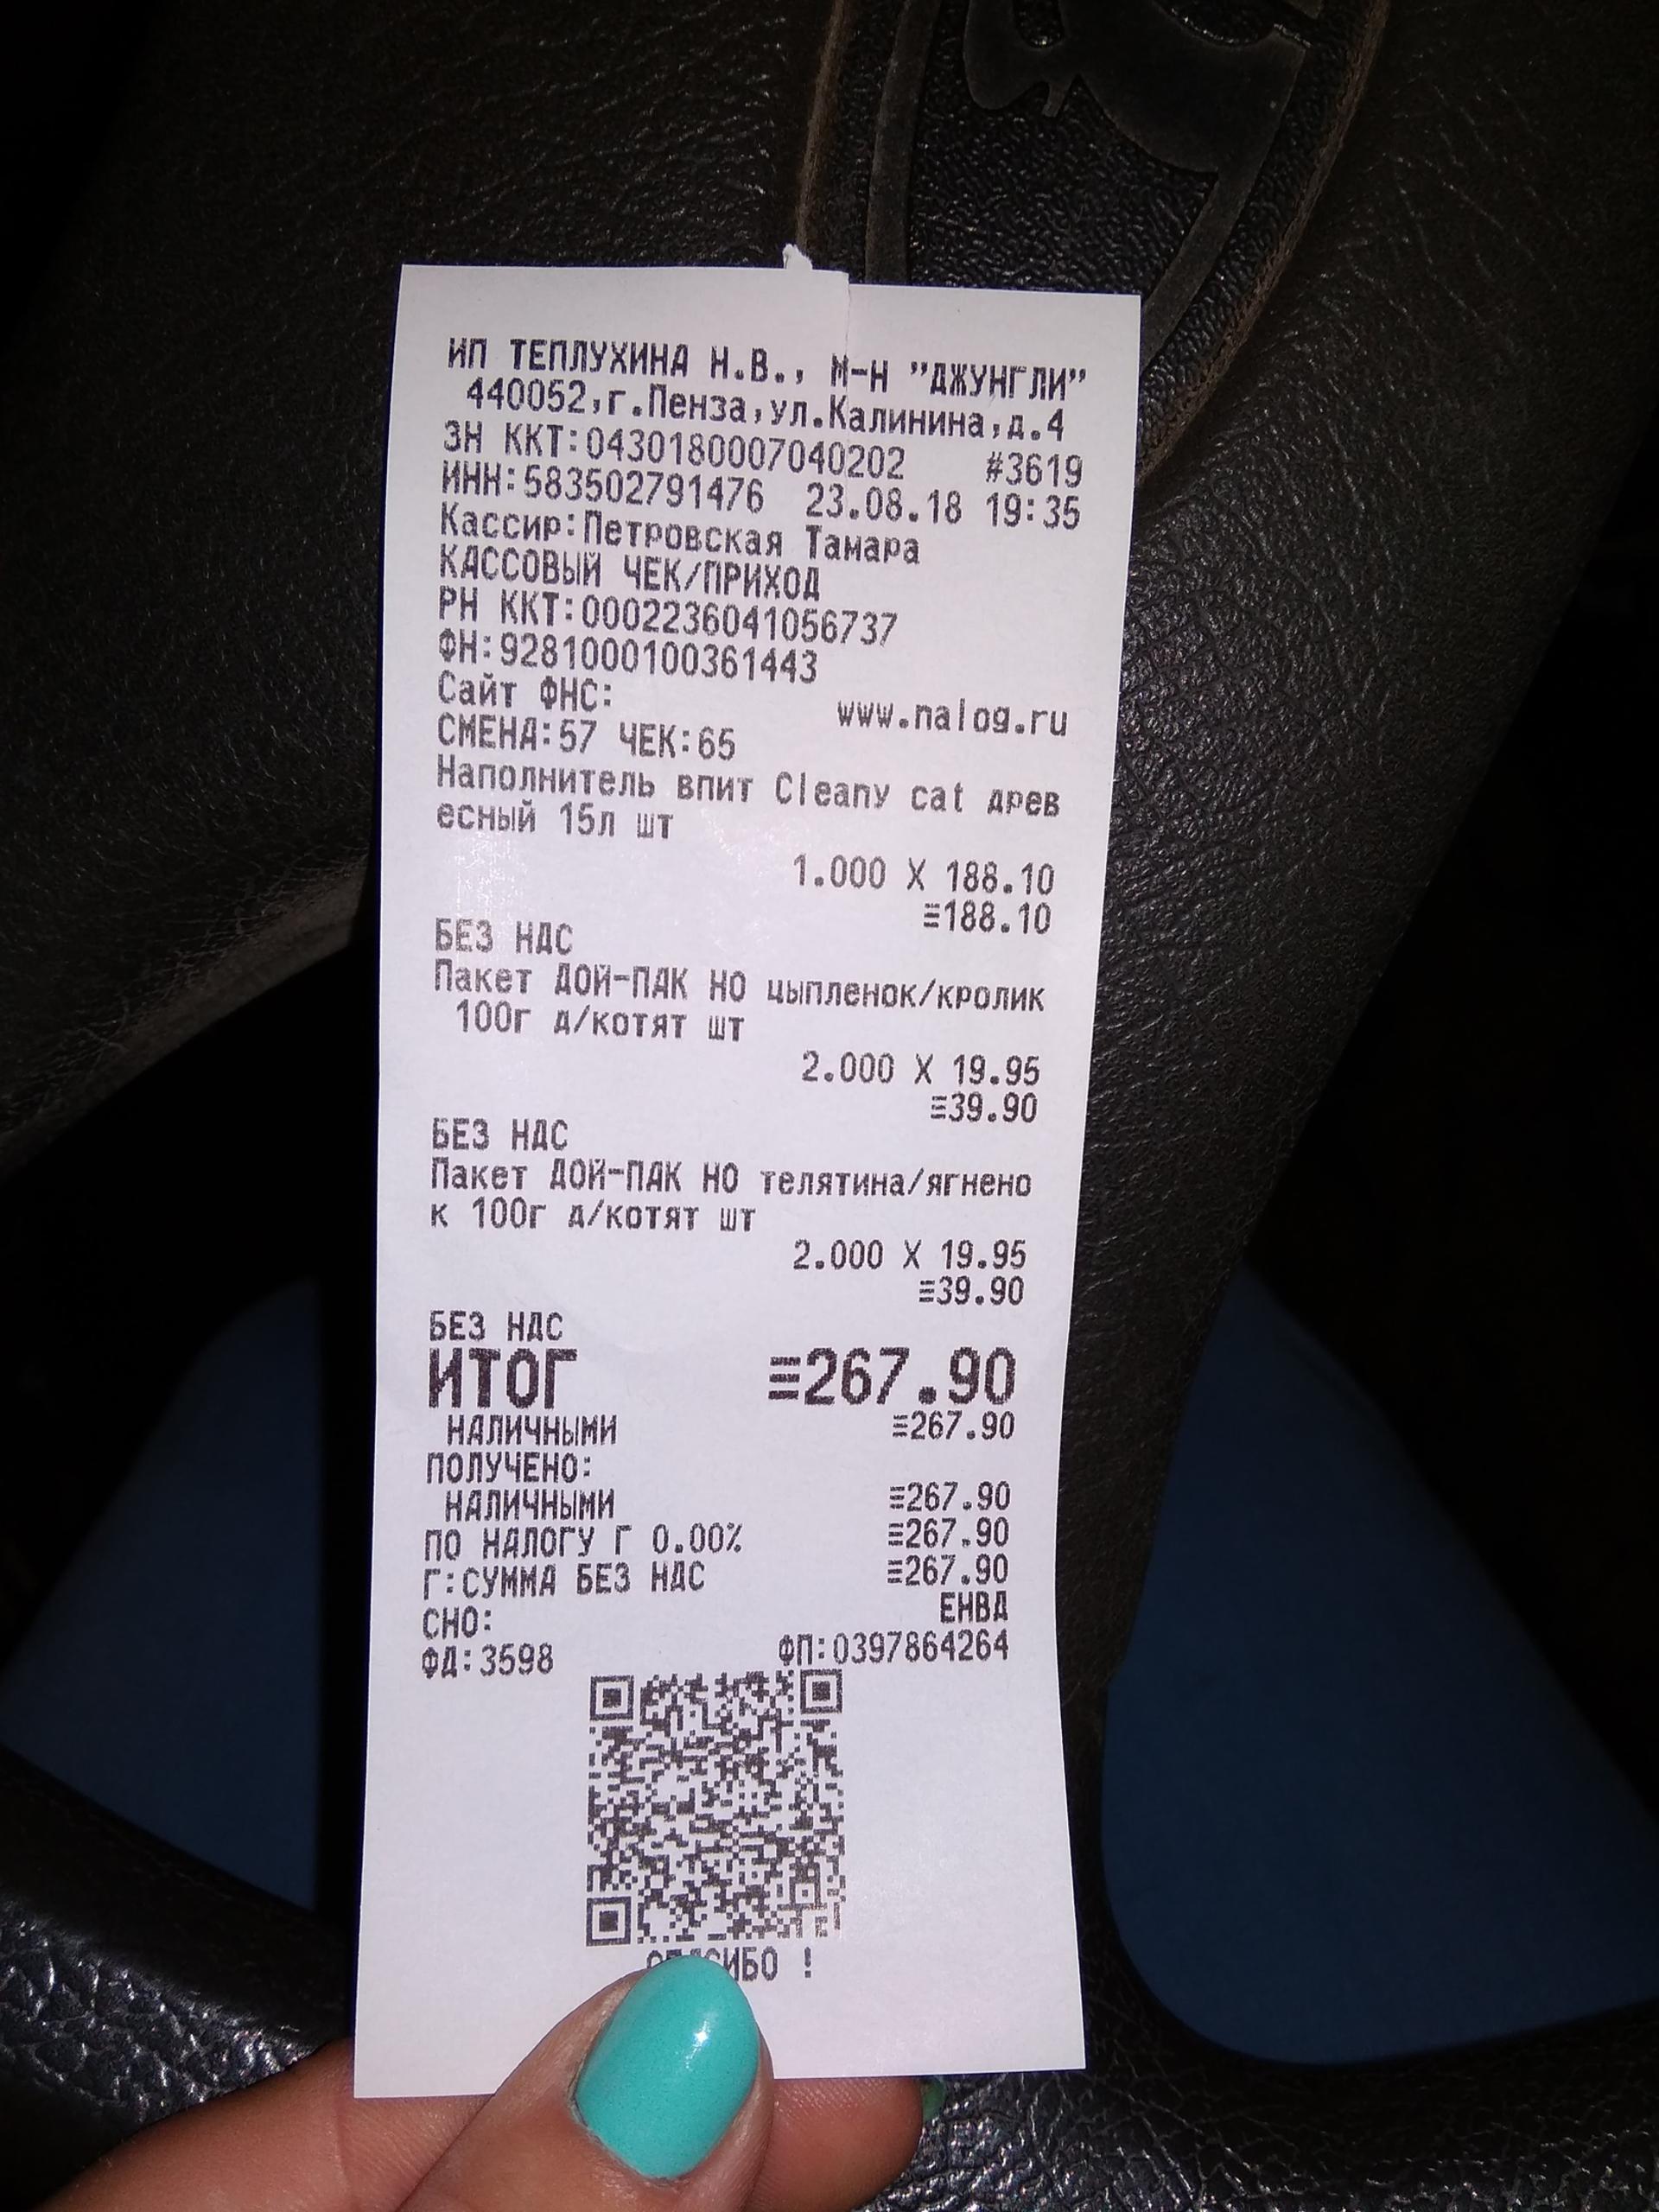 ИП ТЕПЛУХИНА Н.В., М-Н "ДЖУНГЛИ"
440052,г.Пенза,ул.Калинина,д.4
ЗН ККТ:0430180007040202 #3619
ИНН:583502791476 23.08.18 19:35
Кассир:Петровская Тамара
КАССОВЫЙ ЧЕК/ПРИХОД
РН ККТ:0002236041056737
ФН:9281000100361443
Сайт ФНС: www.nalog.ru
СМЕНА:57 ЧЕК:65
Наполнитель впит Cleany cat древ
есный 15л шт
1.000 X 188.10
≡188.10
БЕЗ НДС
Пакет ДОЙ-ПАК НО цыпленок/кролик
100г д/котят шт
2.000 X 19.95
≡39.90
БЕЗ НДС
Пакет ДОЙ-ПАК НО телятина/ягнено
к 100г д/котят шт
2.000 X 19.95
≡39.90
БЕЗ НДС
ИТОГ ≡267.90
НАЛИЧНЫМИ ≡267.90
ПОЛУЧЕНО:
НАЛИЧНЫМИ ≡267.90
ПО НАЛОГУ Г 0.00% ≡267.90
Г:СУММА БЕЗ НДС ≡267.90
СНО: ЕНВД
ФД:3598 ФП:0397864264
СПАСИБО !